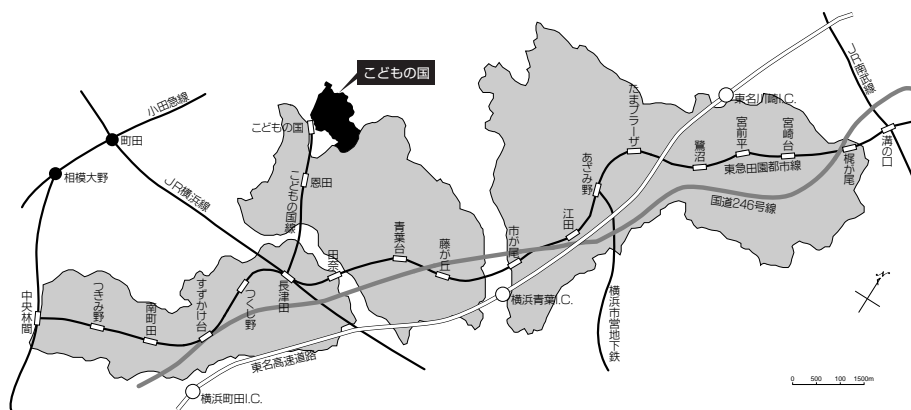 こどもの国
小田急線
町田
相模大野
JR横浜線
こどもの国
恩田
こどもの国線
中央林間
つきみ野
南町田
すずかけ台
つくし野
長津田
田奈
青葉台
藤が丘
市が尾
江田
あざみ野
たまプラーザ
鷺沼
宮前平
宮崎台
梶が尾
溝の口
JR南武線
東名川崎I.C.
東急田園都市線
国道246号線
横浜青葉I.C.
横浜市営地下鉄
東名高速道路
横浜町田I.C.
0 500 100 1500m